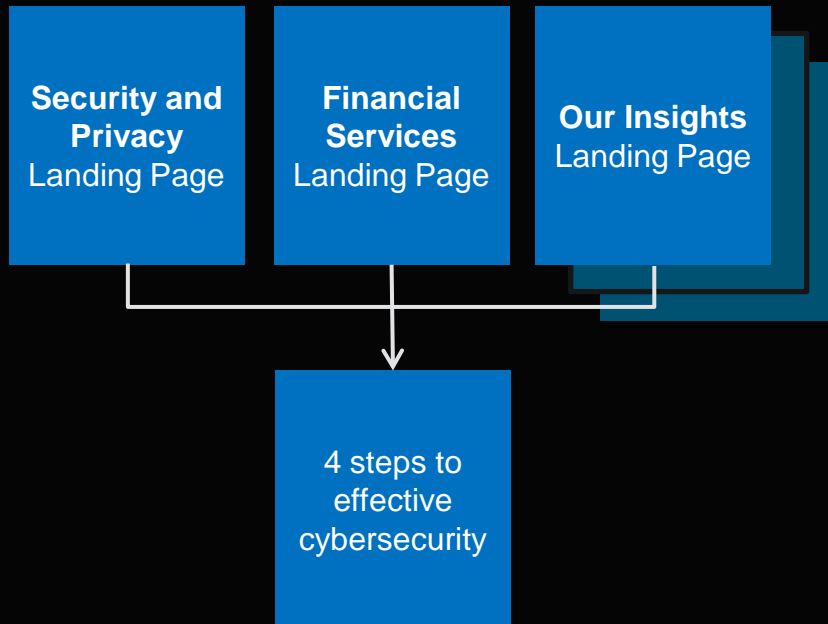 Security and
Privacy
Landing Page
Financial
Services
Landing Page
Our Insights
Landing Page
4 steps to
effective
cybersecurity